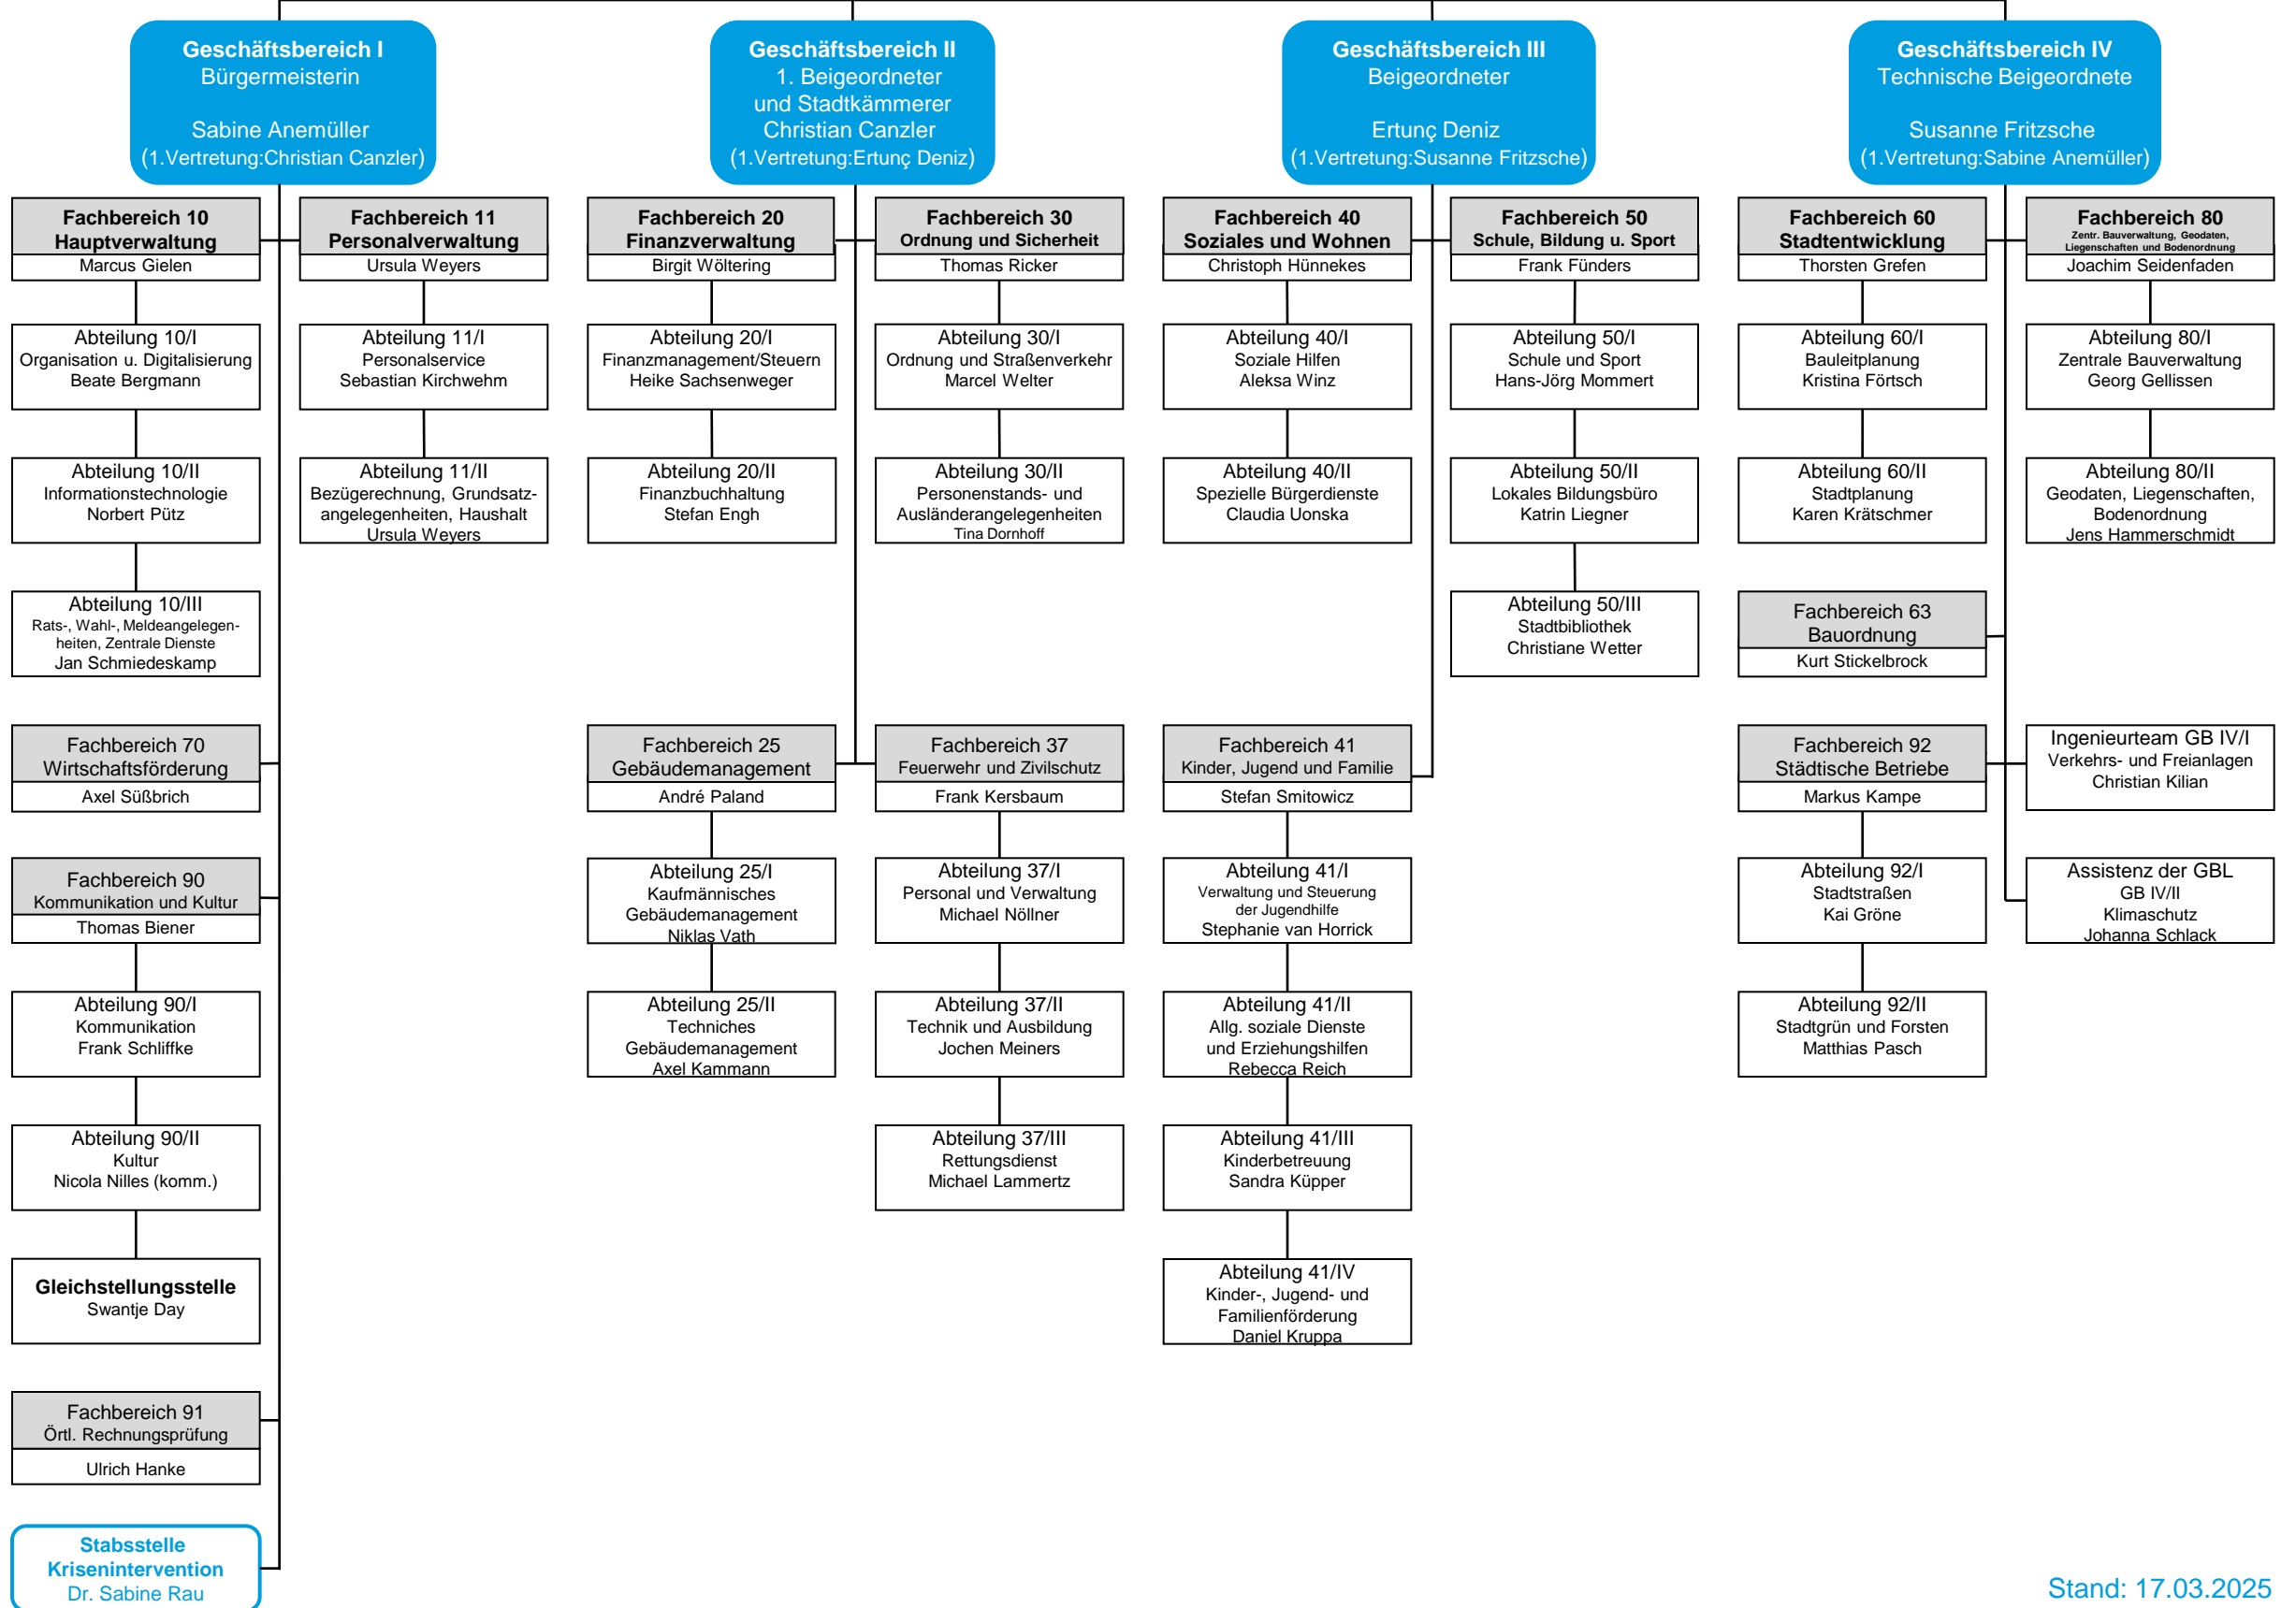 Geschäftsbereich I
Bürgermeisterin
Sabine Anemüller
(1.Vertretung:Christian Canzler)
Geschäftsbereich II
1. Beigeordneter
und Stadtkämmerer
Christian Canzler
(1.Vertretung:Ertunç Deniz)
Geschäftsbereich III
Beigeordneter
Ertunç Deniz
(1.Vertretung:Susanne Fritzsche)
Geschäftsbereich IV
Technische Beigeordnete
Susanne Fritzsche
(1.Vertretung:Sabine Anemüller)
Fachbereich 10
Hauptverwaltung
Marcus Gielen
Fachbereich 11
Personalverwaltung
Ursula Weyers
Fachbereich 20
Finanzverwaltung
Birgit Wöltering
Fachbereich 30
Ordnung und Sicherheit
Thomas Ricker
Fachbereich 40
Soziales und Wohnen
Christoph Hünnekes
Fachbereich 50
Schule, Bildung u. Sport
Frank Fünders
Fachbereich 60
Stadtentwicklung
Thorsten Grefen
Fachbereich 80
Zentr. Bauverwaltung, Geodaten,
Liegenschaften und Bodenordnung
Joachim Seidenfaden
Abteilung 10/I
Organisation u. Digitalisierung
Beate Bergmann
Abteilung 11/I
Personalservice
Sebastian Kirchwehm
Abteilung 20/I
Finanzmanagement/Steuern
Heike Sachsenweger
Abteilung 30/I
Ordnung und Straßenverkehr
Marcel Welter
Abteilung 40/I
Soziale Hilfen
Aleksa Winz
Abteilung 50/I
Schule und Sport
Hans-Jörg Mommert
Abteilung 60/I
Bauleitplanung
Kristina Förtsch
Abteilung 80/I
Zentrale Bauverwaltung
Georg Gellissen
Abteilung 10/II
Informationstechnologie
Norbert Pütz
Abteilung 11/II
Bezügerechnung, Grundsatz-
angelegenheiten, Haushalt
Ursula Weyers
Abteilung 20/II
Finanzbuchhaltung
Stefan Engh
Abteilung 30/II
Personenstands- und
Ausländerangelegenheiten
Tina Dornhoff
Abteilung 40/II
Spezielle Bürgerdienste
Claudia Uonska
Abteilung 50/II
Lokales Bildungsbüro
Katrin Liegner
Abteilung 60/II
Stadtplanung
Karen Krätschmer
Abteilung 80/II
Geodaten, Liegenschaften,
Bodenordnung
Jens Hammerschmidt
Abteilung 10/III
Rats-, Wahl-, Meldeangelegen-
heiten, Zentrale Dienste
Jan Schmiedeskamp
Abteilung 50/III
Stadtbibliothek
Christiane Wetter
Fachbereich 63
Bauordnung
Kurt Stickelbrock
Fachbereich 70
Wirtschaftsförderung
Axel Süßbrich
Fachbereich 25
Gebäudemanagement
André Paland
Fachbereich 37
Feuerwehr und Zivilschutz
Frank Kersbaum
Fachbereich 41
Kinder, Jugend und Familie
Stefan Smitowicz
Fachbereich 92
Städtische Betriebe
Markus Kampe
Ingenieurteam GB IV/I
Verkehrs- und Freianlagen
Christian Kilian
Fachbereich 90
Kommunikation und Kultur
Thomas Biener
Abteilung 25/I
Kaufmännisches
Gebäudemanagement
Niklas Vath
Abteilung 37/I
Personal und Verwaltung
Michael Nöllner
Abteilung 41/I
Verwaltung und Steuerung
der Jugendhilfe
Stephanie van Horrick
Abteilung 92/I
Stadtstraßen
Kai Gröne
Assistenz der GBL
GB IV/II
Klimaschutz
Johanna Schlack
Abteilung 90/I
Kommunikation
Frank Schliffke
Abteilung 25/II
Techniches
Gebäudemanagement
Axel Kammann
Abteilung 37/II
Technik und Ausbildung
Jochen Meiners
Abteilung 41/II
Allg. soziale Dienste
und Erziehungshilfen
Rebecca Reich
Abteilung 92/II
Stadtgrün und Forsten
Matthias Pasch
Abteilung 90/II
Kultur
Nicola Nilles (komm.)
Abteilung 37/III
Rettungsdienst
Michael Lammertz
Abteilung 41/III
Kinderbetreuung
Sandra Küpper
Gleichstellungsstelle
Swantje Day
Abteilung 41/IV
Kinder-, Jugend- und
Familienförderung
Daniel Kruppa
Fachbereich 91
Örtl. Rechnungsprüfung
Ulrich Hanke
Stabsstelle
Krisenintervention
Dr. Sabine Rau
Stand: 17.03.2025